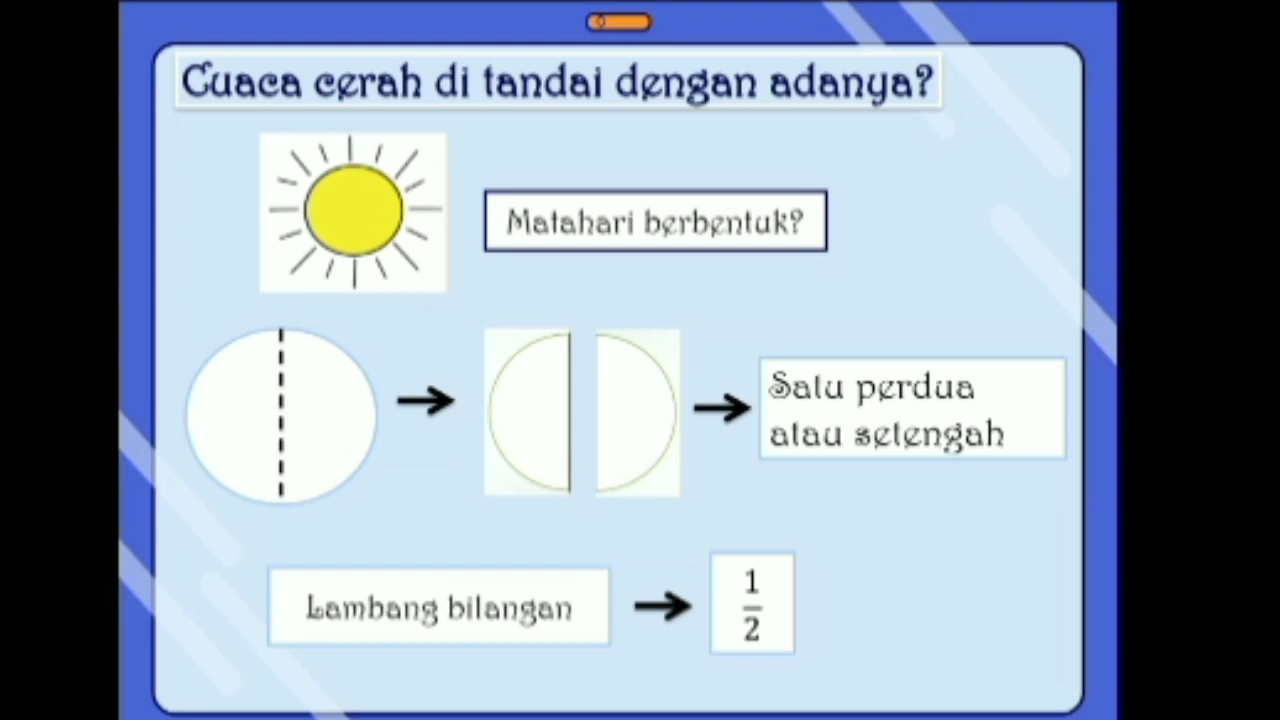 Cuaca cerah di tandai dengan adanya?
Matahari berbentuk?
Satu perdua
atau setengah
Lambang bilangan
1
2